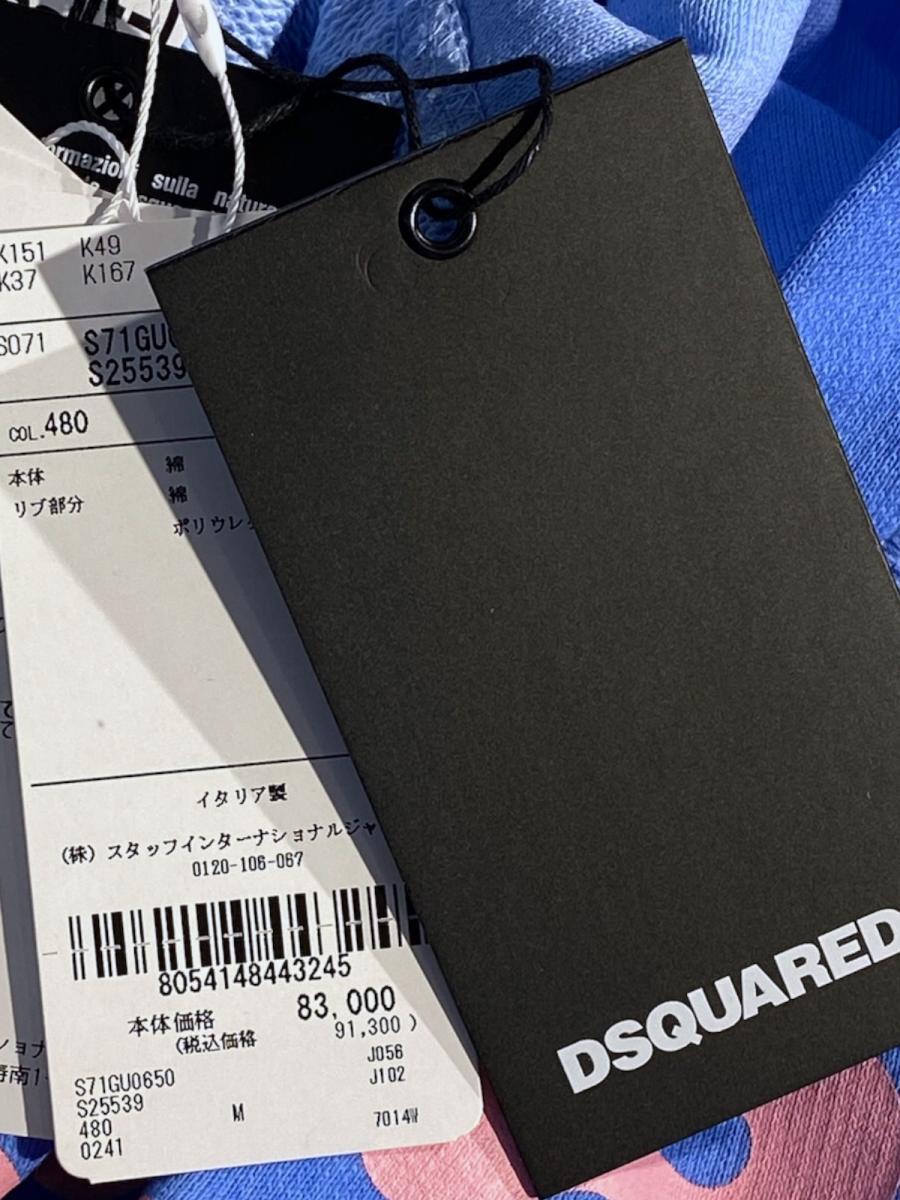 sulla natura
K151 K49
K37 K167
S071 S71GU
S25539
COL.480
本体 綿
リブ部分 綿
ポリウレ
イタリア製
(株) スタッフインターナショナルジャ
0120-106-067
8054148443245
本体価格 83,000
(税込価格 91,300 )
J056
S71GU0650 J102
S25539
480 M 7014W
0241
DSQUARED